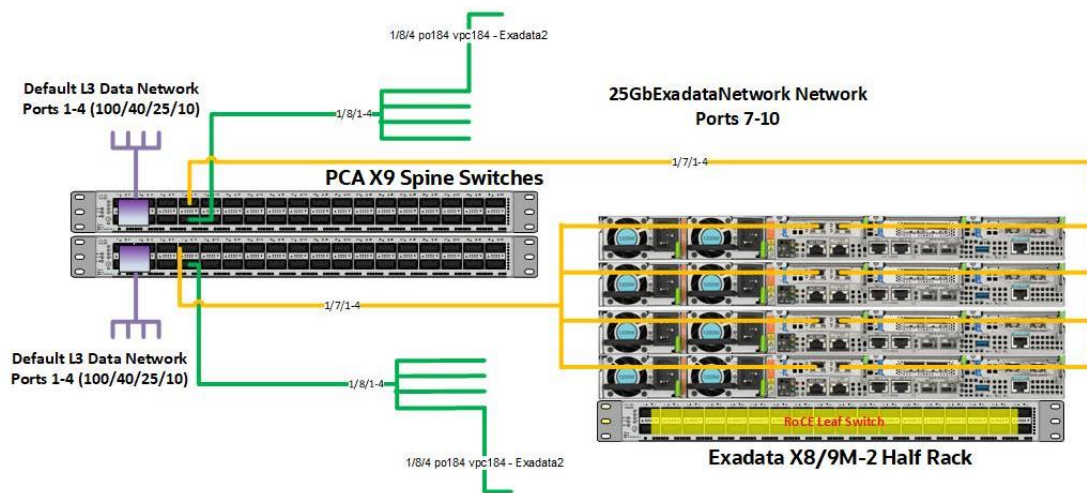 1/8/4 po184 vpc184 - Exadata2
Default L3 Data Network
Ports 1-4 (100/40/25/10)
1/8/1-4
25GbExadataNetwork Network
Ports 7-10
1/7/1-4
PCA X9 Spine Switches
1/7/1-4
Default L3 Data Network
Ports 1-4 (100/40/25/10)
1/8/1-4
RoCE Leaf Switch
Exadata X8/9M-2 Half Rack
1/8/4 po184 vpc184 - Exadata2